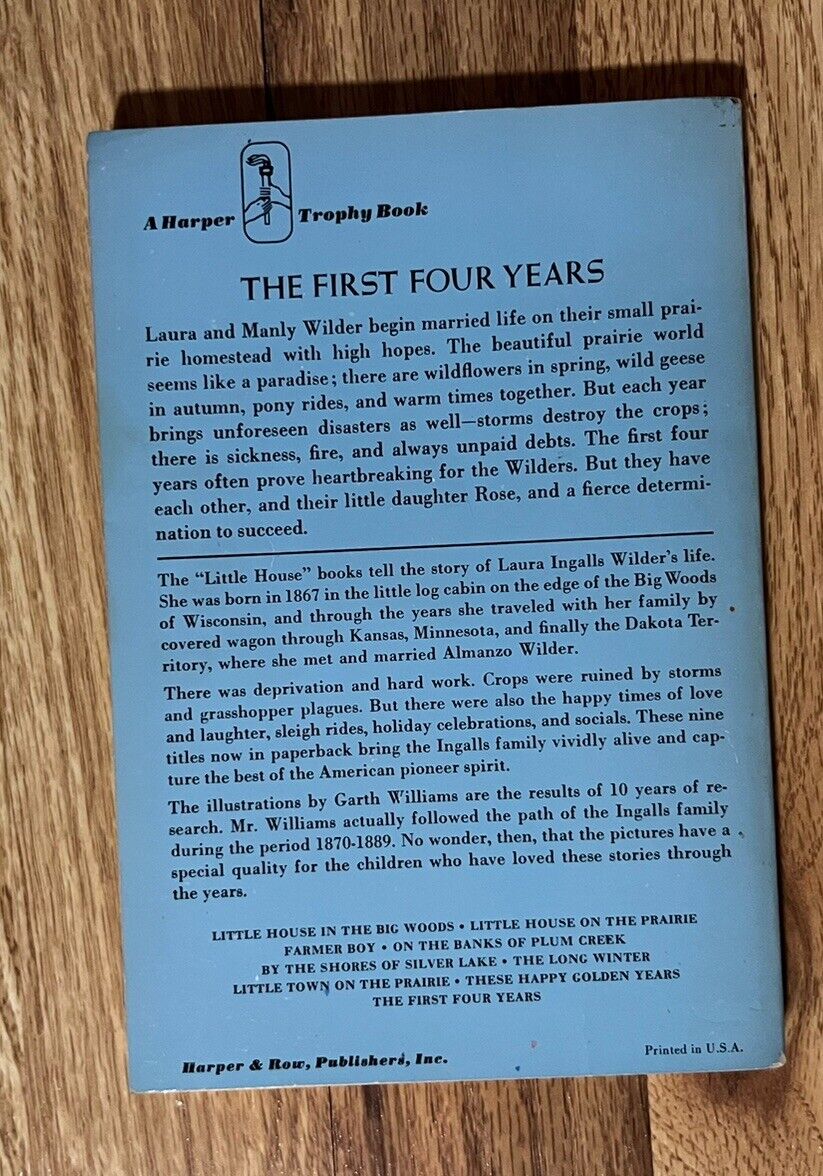 A Harper Trophy Book
THE FIRST FOUR YEARS
Laura and Manly Wilder begin married life on their small prai-
rie homestead with high hopes. The beautiful prairie world
seems like a paradise; there are wildflowers in spring, wild geese
in autumn, pony rides, and warm times together. But each year
brings unforeseen disasters as well—storms destroy the crops;
there is sickness, fire, and always unpaid debts. The first four
years often prove heartbreaking for the Wilders. But they have
each other, and their little daughter Rose, and a fierce determi-
nation to succeed.
The "Little House" books tell the story of Laura Ingalls Wilder's life.
She was born in 1867 in the little log cabin on the edge of the Big Woods
of Wisconsin, and through the years she traveled with her family by
covered wagon through Kansas, Minnesota, and finally the Dakota Ter-
ritory, where she met and married Almanzo Wilder.
There was deprivation and hard work. Crops were ruined by storms
and grasshopper plagues. But there were also the happy times of love
and laughter, sleigh rides, holiday celebrations, and socials. These nine
titles now in paperback bring the Ingalls family vividly alive and cap-
ture the best of the American pioneer spirit.
The illustrations by Garth Williams are the results of 10 years of re-
search. Mr. Williams actually followed the path of the Ingalls family
during the period 1870-1889. No wonder, then, that the pictures have a
special quality for the children who have loved these stories through
the years.
LITTLE HOUSE IN THE BIG WOODS • LITTLE HOUSE ON THE PRAIRIE
FARMER BOY • ON THE BANKS OF PLUM CREEK
BY THE SHORES OF SILVER LAKE • THE LONG WINTER
LITTLE TOWN ON THE PRAIRIE • THESE HAPPY GOLDEN YEARS
THE FIRST FOUR YEARS
Harper & Row, Publishers, Inc.
Printed in U.S.A.